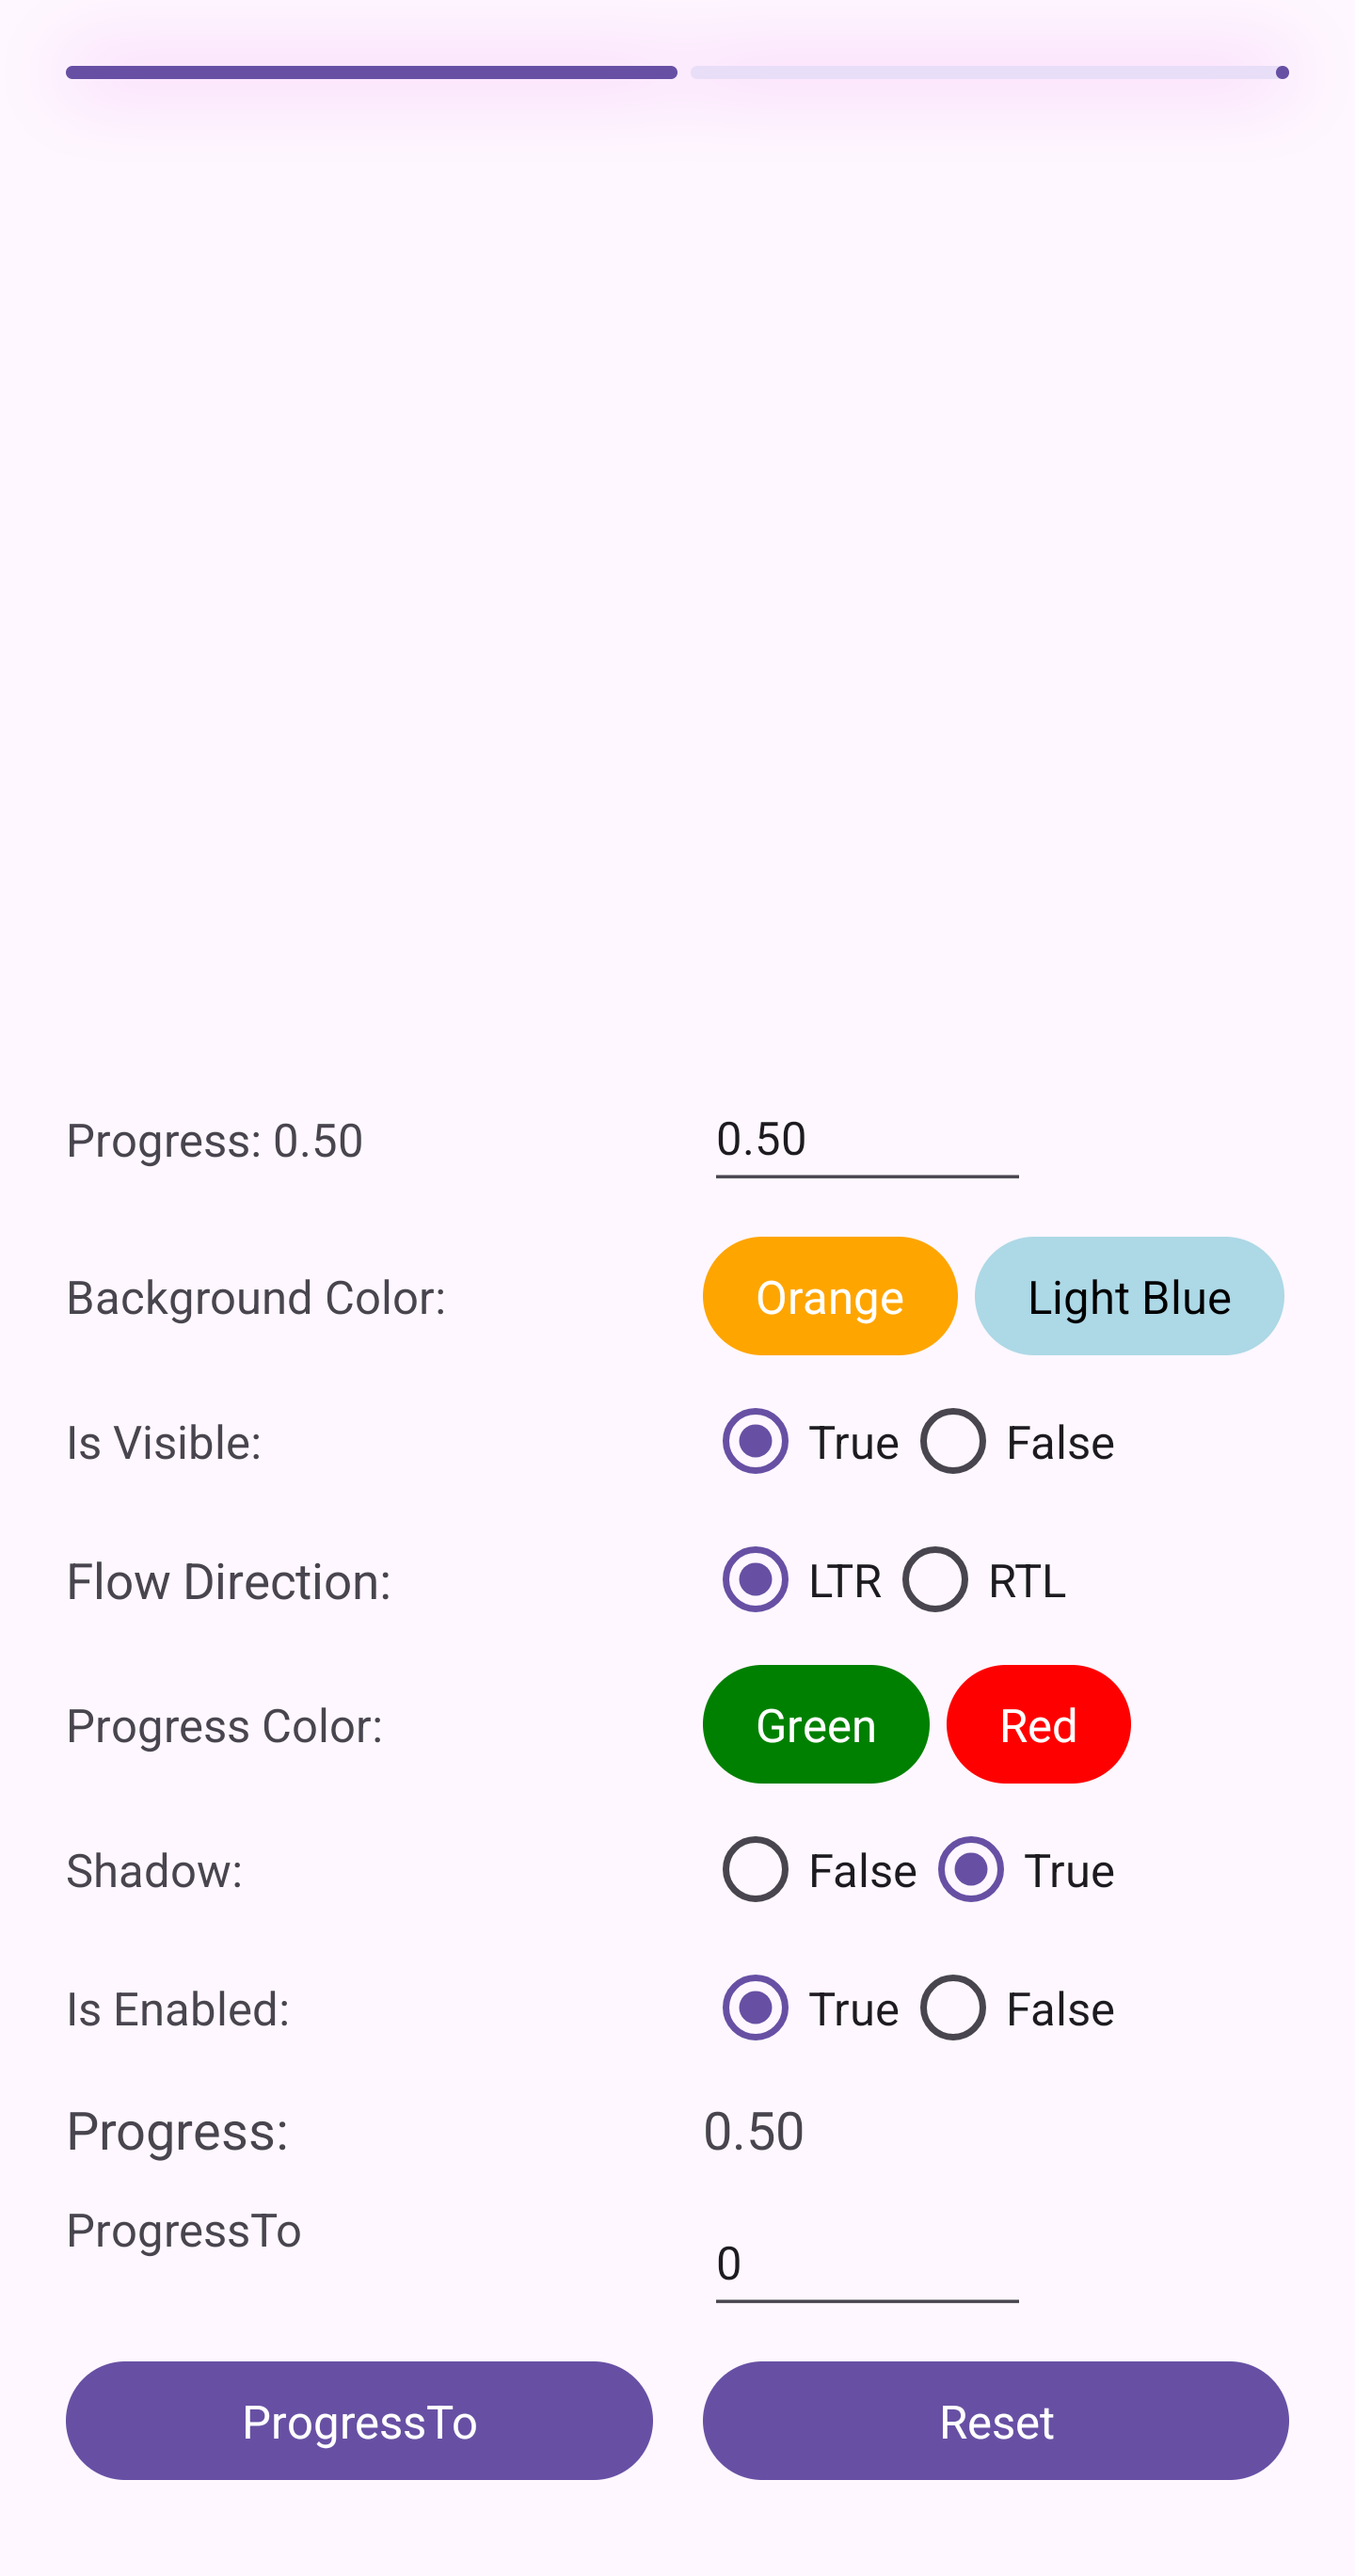 Progress: 0.50 0.50
Background Color: Orange Light Blue
Is Visible: True False
Flow Direction: LTR RTL
Progress Color: Green Red
Shadow: False True
Is Enabled: True False
Progress: 0.50
ProgressTo
0
ProgressTo Reset